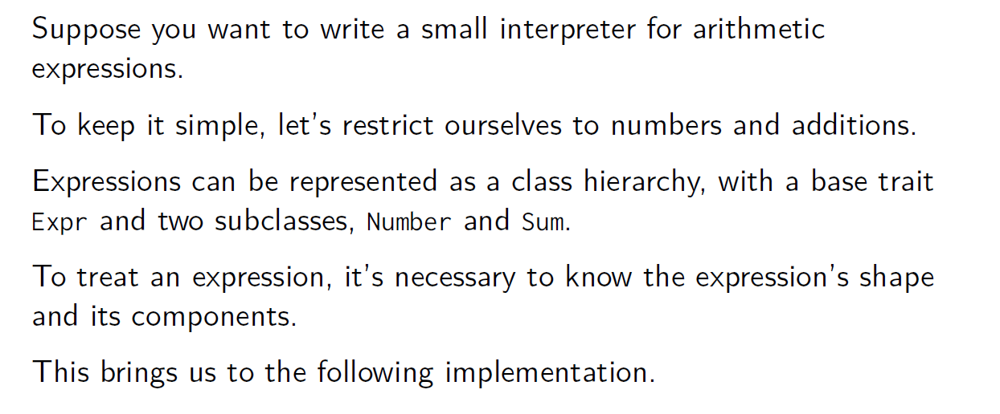 Suppose you want to write a small interpreter for arithmetic
expressions.
To keep it simple, let's restrict ourselves to numbers and additions.
Expressions can be represented as a class hierarchy, with a base trait
Expr and two subclasses, Number and Sum.
To treat an expression, it's necessary to know the expression's shape
and its components.
This brings us to the following implementation.